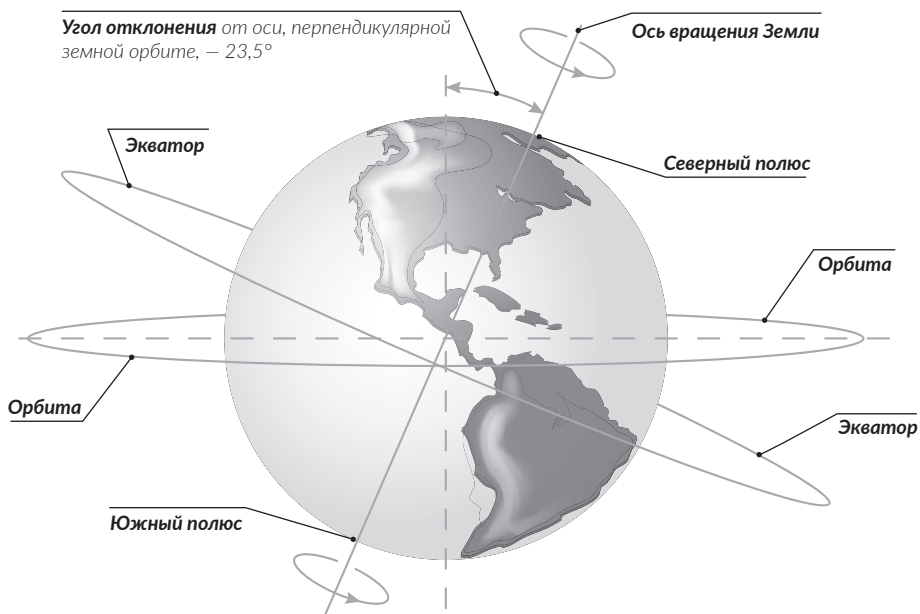 Угол отклонения от оси, перпендикулярной
земной орбите, — 23,5°
Ось вращения Земли
Экватор
Северный полюс
Орбита
Орбита
Экватор
Южный полюс